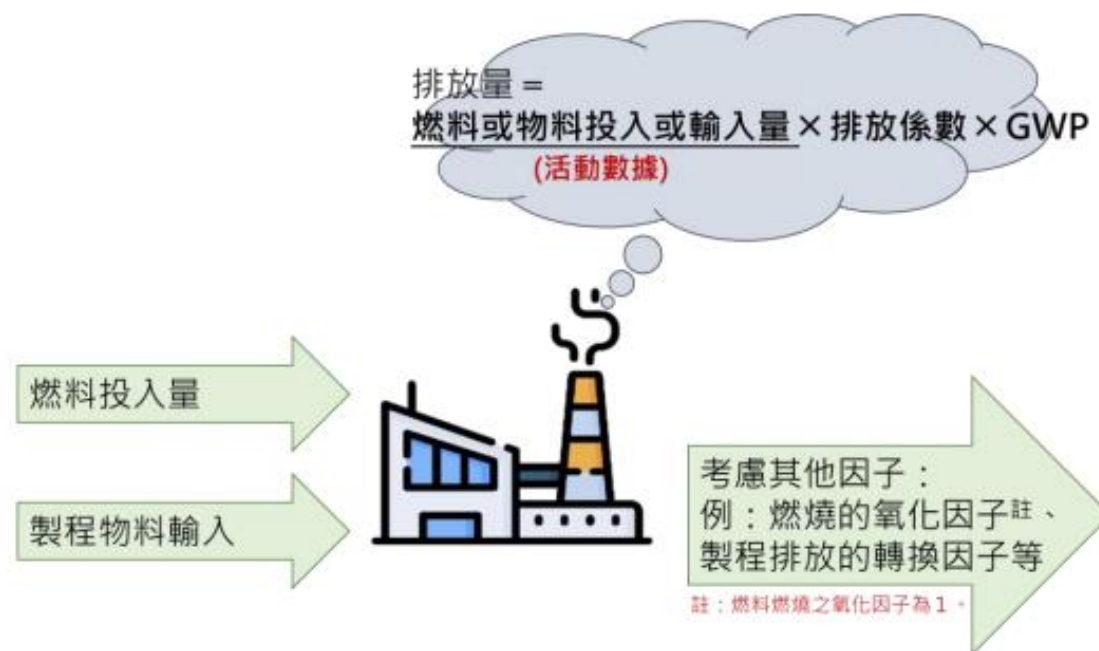 排放量 =
燃料或物料投入或輸入量×排放係數×GWP
(活動數據)
燃料投入量
製程物料輸入
考慮其他因子：
例：燃燒的氧化因子註、
製程排放的轉換因子等
註：燃料燃燒之氧化因子為1。